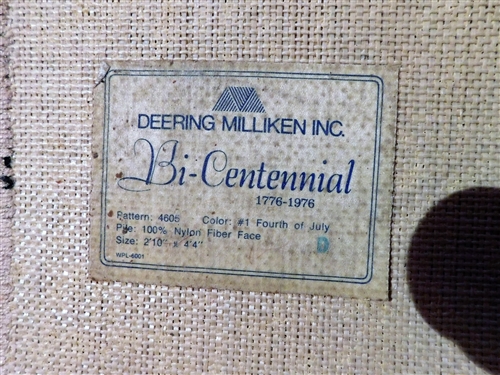 DEERING MILLIKEN INC.
Bi-Centennial
1776-1976
Pattern: 4605 Color: #1 Fourth of July
Pile: 100% Nylon Fiber Face
Size: 2'10" x 4'4"
D
WPL-6001